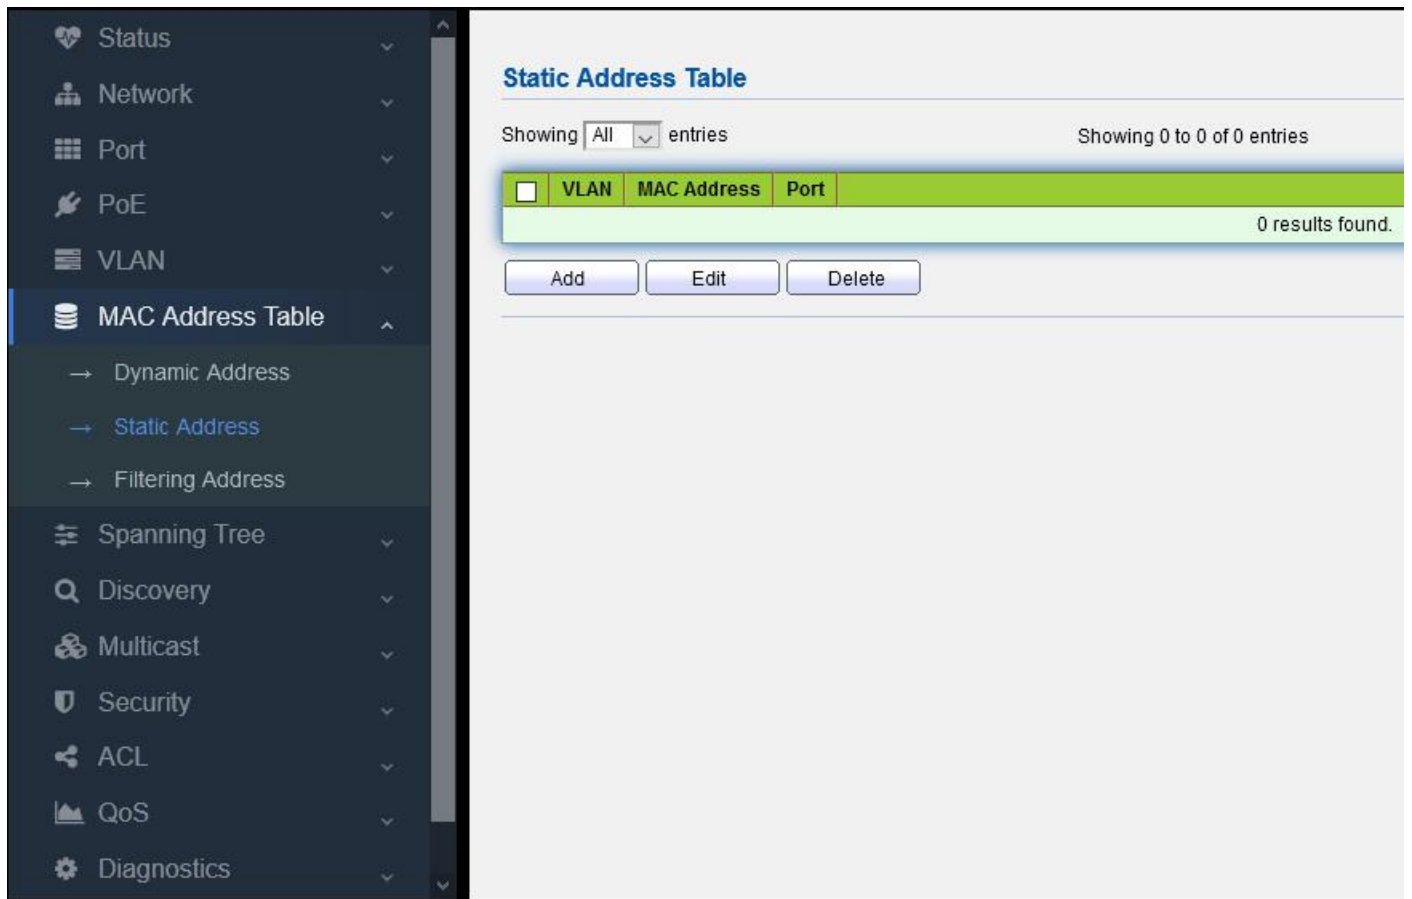 Status
Network
Port
PoE
VLAN
MAC Address Table
→ Dynamic Address
→ Static Address
→ Filtering Address
Spanning Tree
Discovery
Multicast
Security
ACL
QoS
Diagnostics
Static Address Table
Showing All entries Showing 0 to 0 of 0 entries
VLAN MAC Address Port
0 results found.
Add Edit Delete